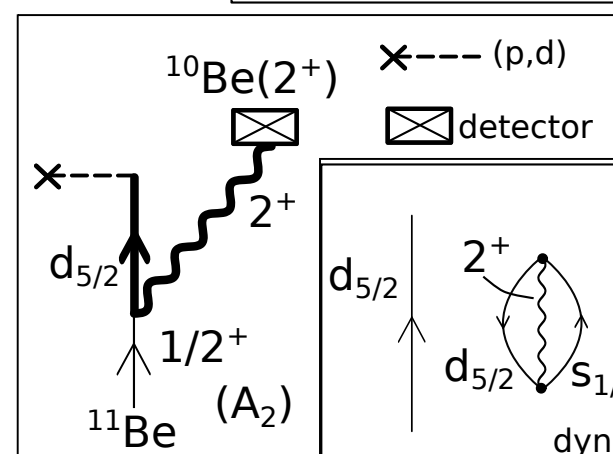 ¹⁰Be(2⁺)
(p,d)
detector
2⁺
d₅/₂
1/2⁺
(A₂)
¹¹Be
d₅/₂
2⁺
d₅/₂